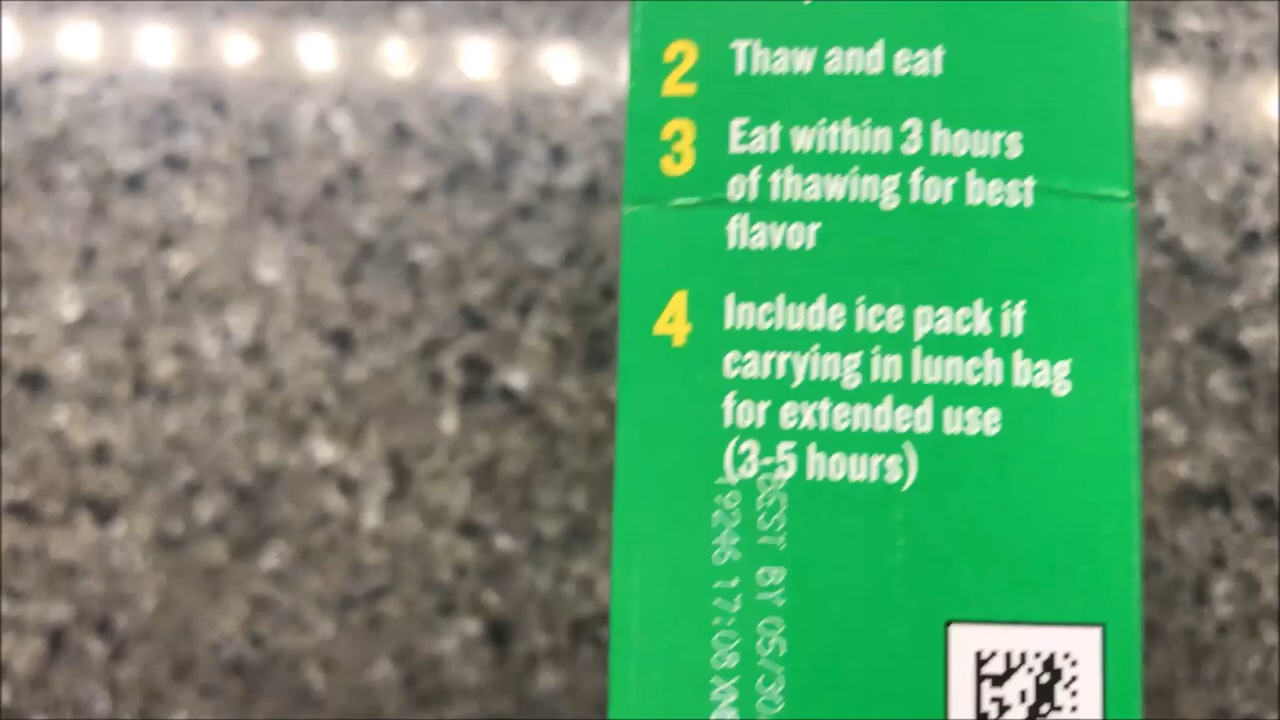 2 Thaw and eat
3 Eat within 3 hours
of thawing for best
flavor
4 Include ice pack if
carrying in lunch bag
for extended use
(3-5 hours)
BEST BY 05/30
19246 17:08